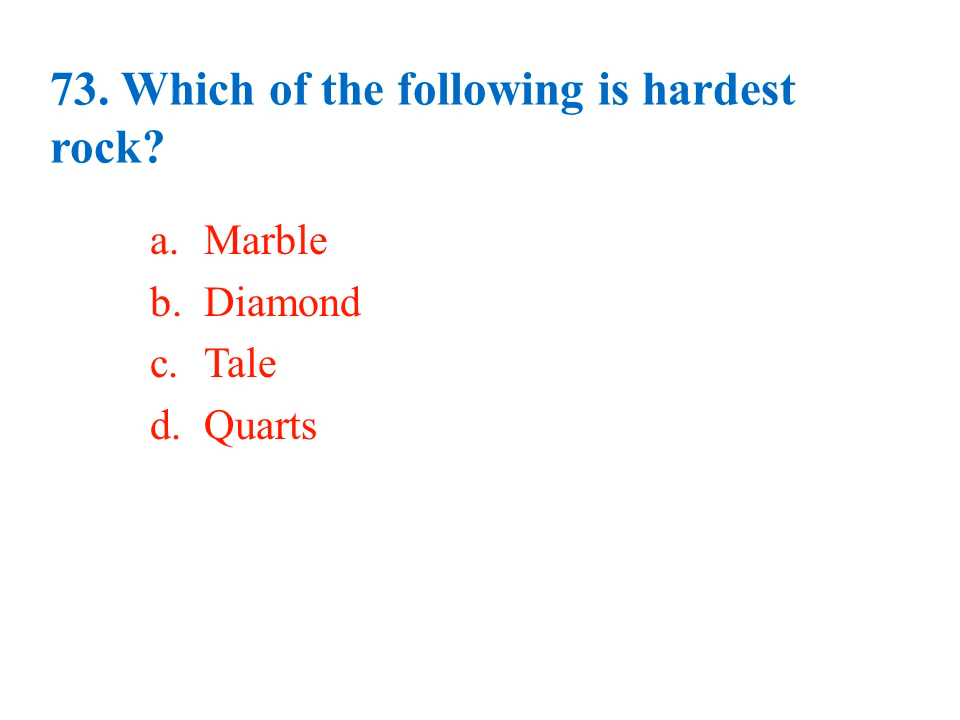 73. Which of the following is hardest
rock?
a. Marble
b. Diamond
c. Tale
d. Quarts